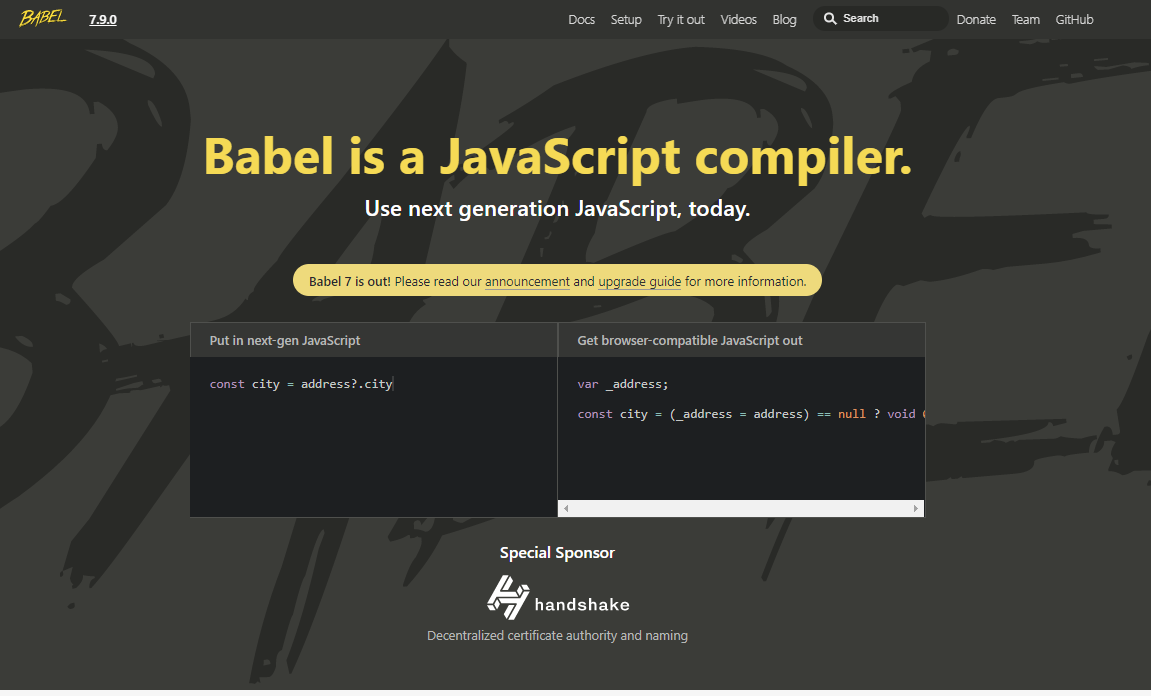 BABEL 7.9.0 Docs Setup Try it out Videos Blog Search Donate Team GitHub
Babel is a JavaScript compiler.
Use next generation JavaScript, today.
Babel 7 is out! Please read our announcement and upgrade guide for more information.
Put in next-gen JavaScript
const city = address?.city
Get browser-compatible JavaScript out
var _address;
const city = (_address = address) == null ? void
Special Sponsor
handshake
Decentralized certificate authority and naming